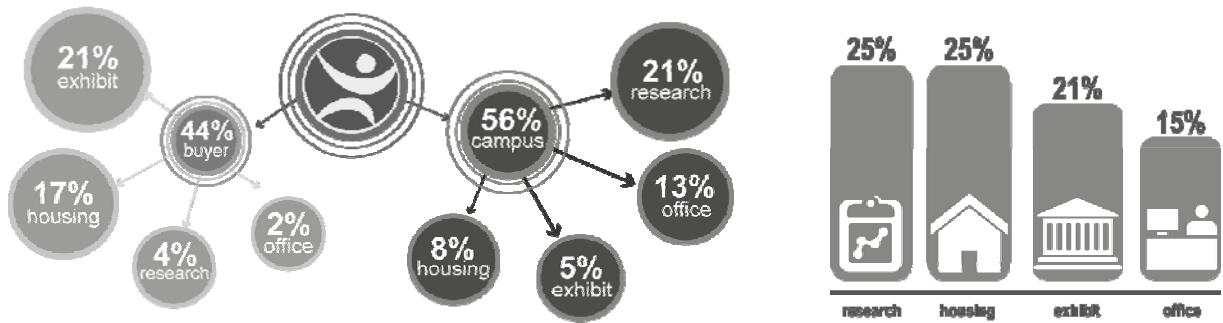 21%
exhibit
44%
buyer
17%
housing
4%
research
2%
office
56%
campus
21%
research
13%
office
8%
housing
5%
exhibit
25%
25%
21%
15%
research
housing
exhibit
office